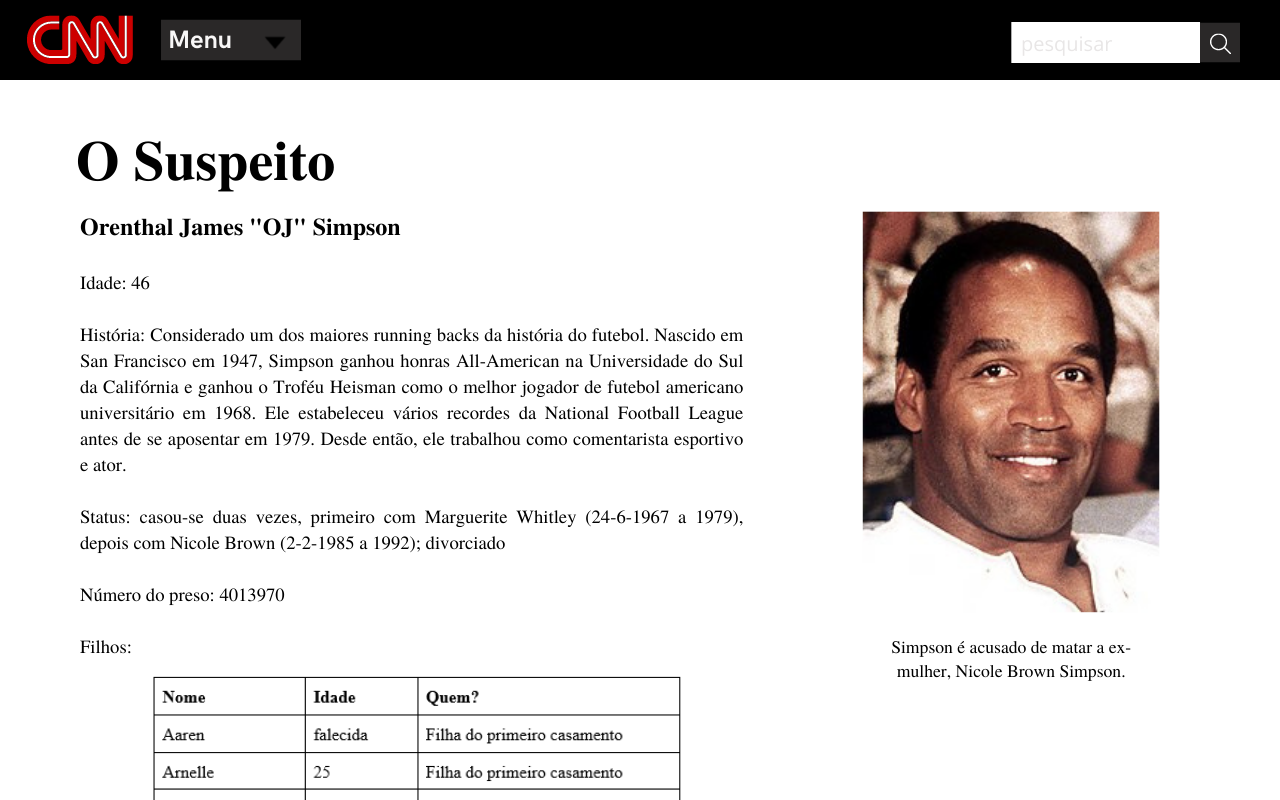 CNN
Menu
pesquisar
O Suspeito
Orenthal James "OJ" Simpson
Idade: 46
História: Considerado um dos maiores running backs da história do futebol. Nascido em
San Francisco em 1947, Simpson ganhou honras All-American na Universidade do Sul
da Califórnia e ganhou o Troféu Heisman como o melhor jogador de futebol americano
universitário em 1968. Ele estabeleceu vários recordes da National Football League
antes de se aposentar em 1979. Desde então, ele trabalhou como comentarista esportivo
e ator.
Status: casou-se duas vezes, primeiro com Marguerite Whitley (24-6-1967 a 1979),
depois com Nicole Brown (2-2-1985 a 1992); divorciado
Número do preso: 4013970
Filhos:
Nome Idade Quem?
Aaren falecida Filha do primeiro casamento
Arnelle 25 Filha do primeiro casamento
Simpson é acusado de matar a ex-
mulher, Nicole Brown Simpson.